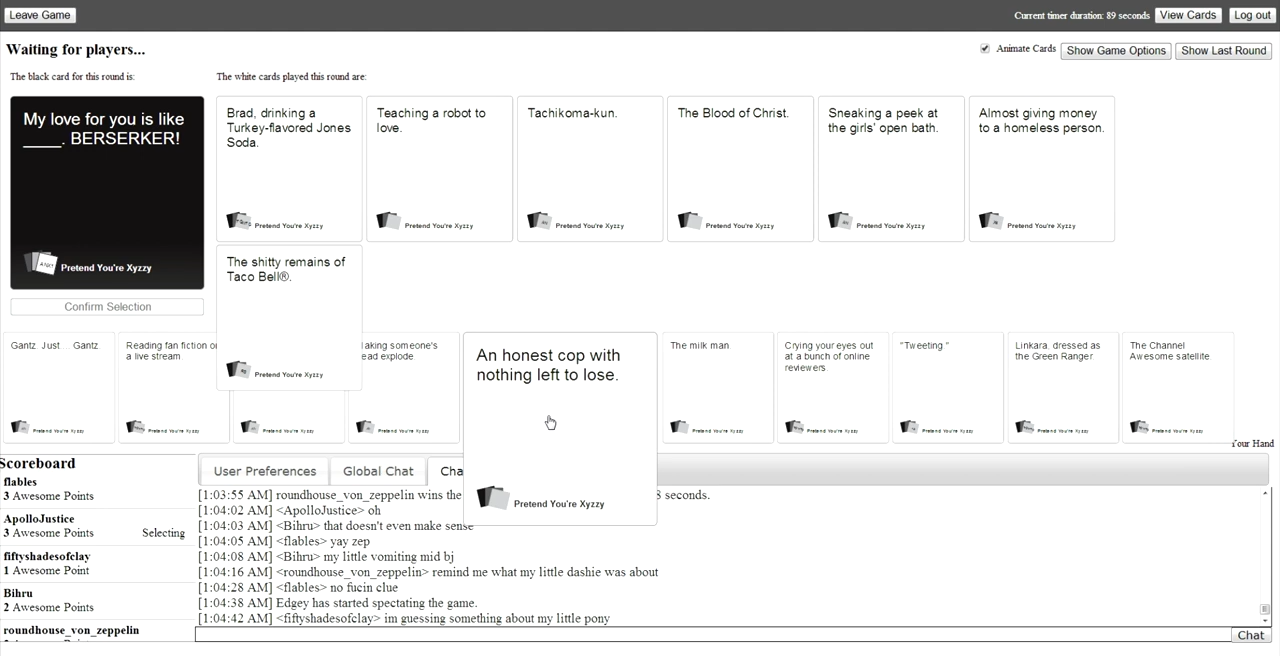 Leave Game
Current timer duration: 89 seconds
View Cards
Log out
Waiting for players...
Animate Cards
Show Game Options
Show Last Round
The black card for this round is:
The white cards played this round are:
My love for you is like
____. BERSERKER!
Pretend You're Xyzzy
Confirm Selection
Brad, drinking a
Turkey-flavored Jones
Soda.
Pretend You're Xyzzy
Teaching a robot to
love.
Pretend You're Xyzzy
Tachikoma-kun.
Pretend You're Xyzzy
The Blood of Christ.
Pretend You're Xyzzy
Sneaking a peek at
the girls' open bath.
Pretend You're Xyzzy
Almost giving money
to a homeless person.
Pretend You're Xyzzy
The shitty remains of
Taco Bell®.
Pretend You're Xyzzy
Gantz. Just... Gantz.
Pretend You're Xyzzy
Reading fan fiction on
a live stream.
Pretend You're Xyzzy
Pretend You're Xyzzy
aking someone's
ead explode
Pretend You're Xyzzy
An honest cop with
nothing left to lose.
Pretend You're Xyzzy
The milk man.
Pretend You're Xyzzy
Crying your eyes out
at a bunch of online
reviewers.
Pretend You're Xyzzy
"Tweeting."
Pretend You're Xyzzy
Linkara, dressed as
the Green Ranger.
Pretend You're Xyzzy
The Channel
Awesome satellite.
Pretend You're Xyzzy
Your Hand
Scoreboard
flables
3 Awesome Points
ApolloJustice
3 Awesome Points
Selecting
fiftyshadesofclay
1 Awesome Point
Bihru
2 Awesome Points
roundhouse_von_zeppelin
User Preferences
Global Chat
Cha
[1:03:55 AM] roundhouse_von_zeppelin wins the 8 seconds.
[1:04:02 AM] <ApolloJustice> oh
[1:04:03 AM] <Bihru> that doesn't even make sense
[1:04:05 AM] <flables> yay zep
[1:04:08 AM] <Bihru> my little vomiting mid bj
[1:04:16 AM] <roundhouse_von_zeppelin> remind me what my little dashie was about
[1:04:28 AM] <flables> no fucin clue
[1:04:38 AM] Edgey has started spectating the game.
[1:04:42 AM] <fiftyshadesofclay> im guessing something about my little pony
Chat